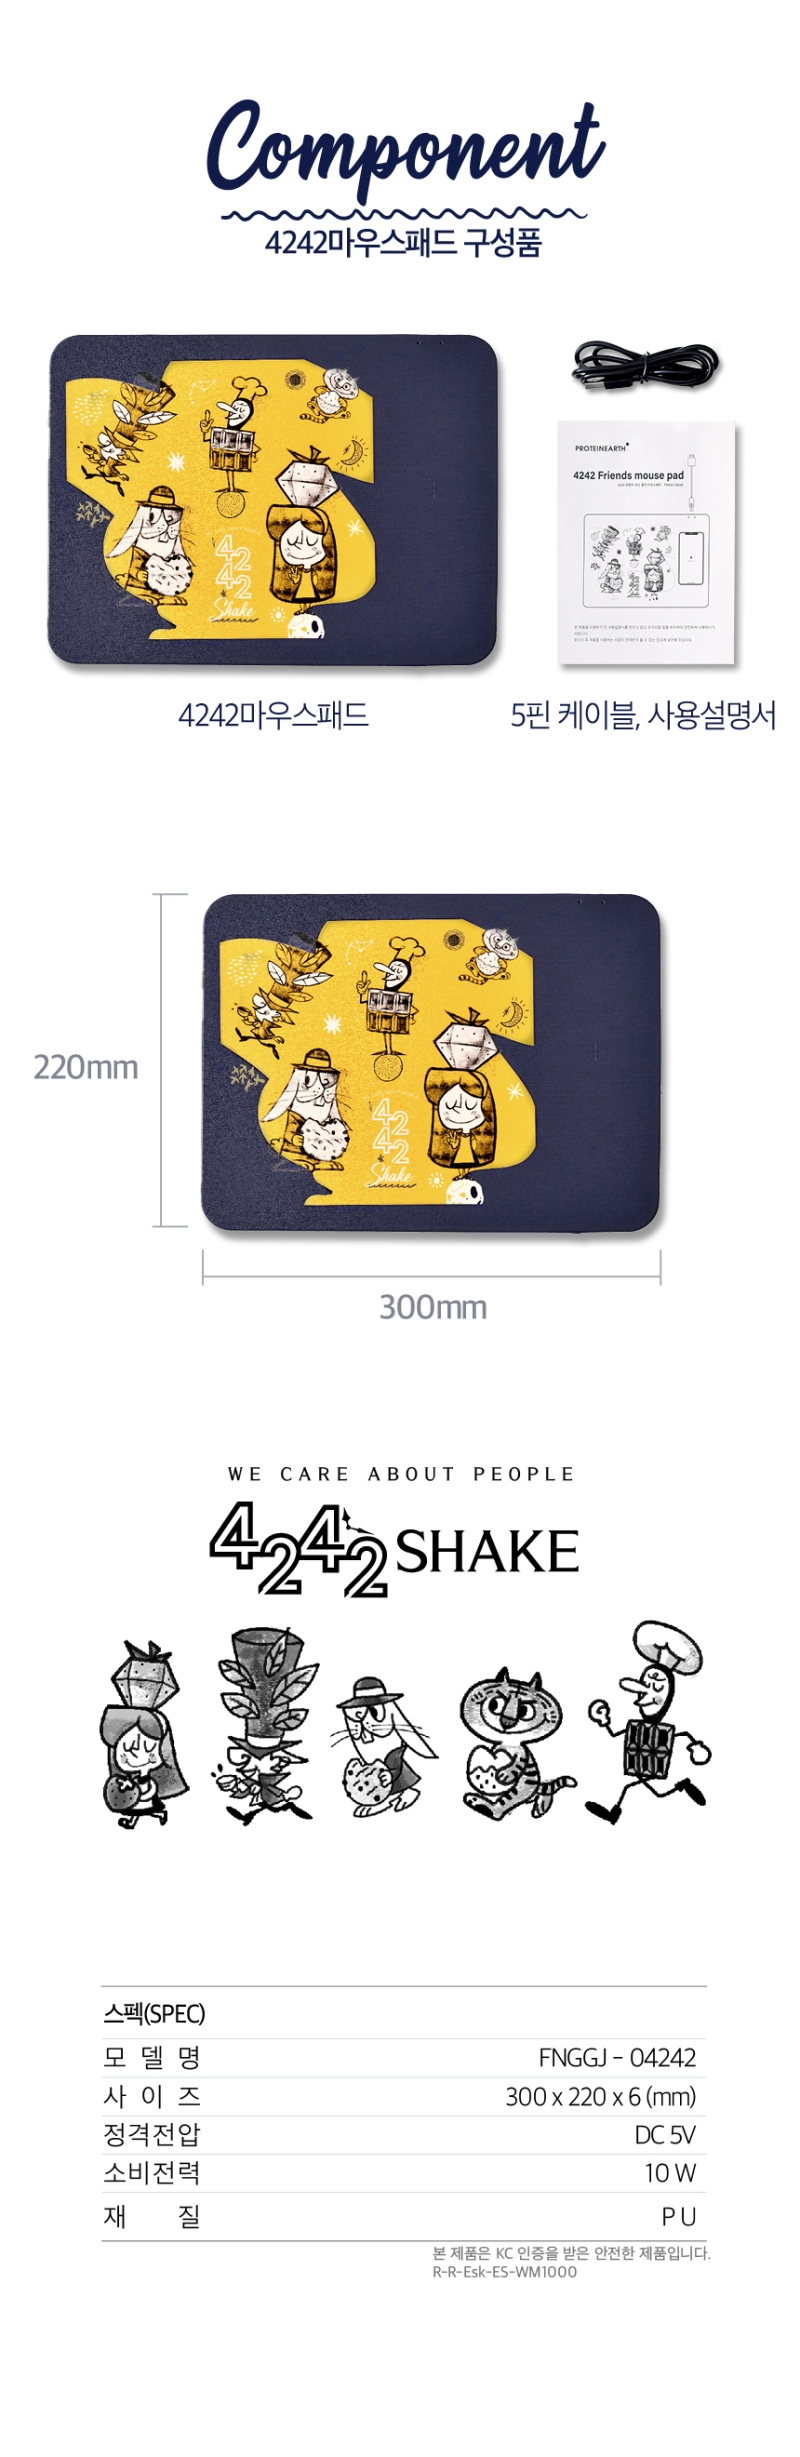 Component
4242마우스패드 구성품
PROTEINEARTH
4242 Friends mouse pad
42
42
Shake
4242마우스패드
5핀 케이블, 사용설명서
220mm
42
42
Shake
300mm
WE CARE ABOUT PEOPLE
4242 SHAKE
스펙(SPEC)
모 델 명 FNGGJ - 04242
사 이 즈 300 x 220 x 6 (mm)
정격전압 DC 5V
소비전력 10 W
재 질 P U
본 제품은 KC 인증을 받은 안전한 제품입니다.
R-R-Esk-ES-WM1000